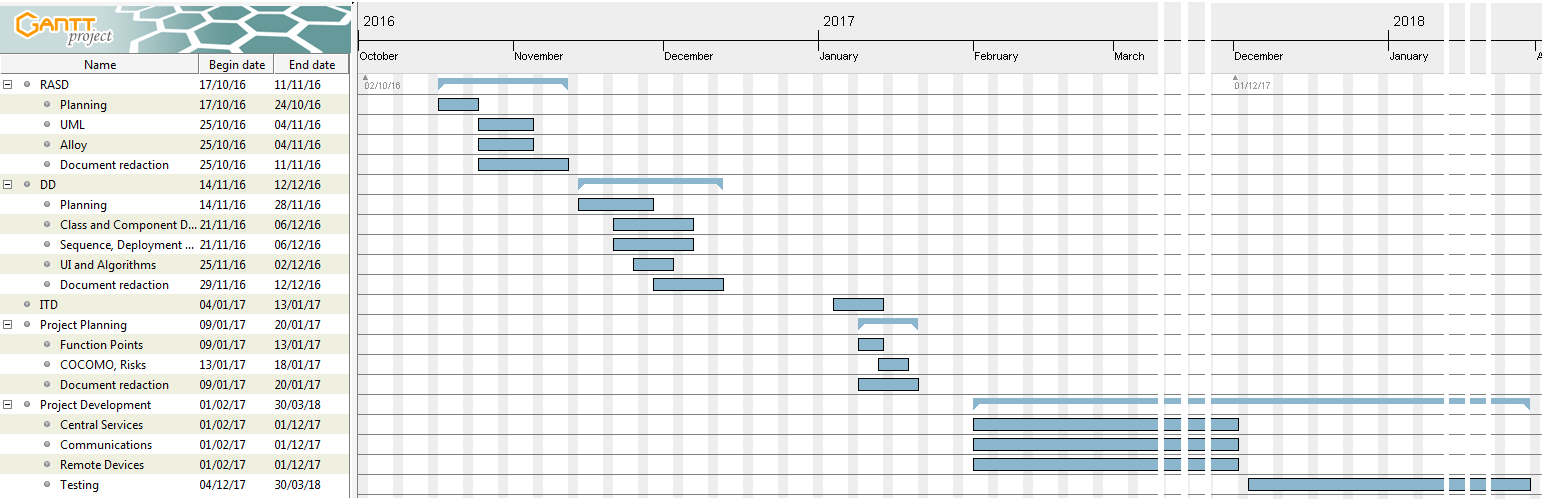 GANTT
project
2016 2017 2018
October November December January February March December January A
Name Begin date End date
02/10/16 01/12/17
RASD 17/10/16 11/11/16
Planning 17/10/16 24/10/16
UML 25/10/16 04/11/16
Alloy 25/10/16 04/11/16
Document redaction 25/10/16 11/11/16
DD 14/11/16 12/12/16
Planning 14/11/16 28/11/16
Class and Component D... 21/11/16 06/12/16
Sequence, Deployment ... 21/11/16 06/12/16
UI and Algorithms 25/11/16 02/12/16
Document redaction 29/11/16 12/12/16
ITD 04/01/17 13/01/17
Project Planning 09/01/17 20/01/17
Function Points 09/01/17 13/01/17
COCOMO, Risks 13/01/17 18/01/17
Document redaction 09/01/17 20/01/17
Project Development 01/02/17 30/03/18
Central Services 01/02/17 01/12/17
Communications 01/02/17 01/12/17
Remote Devices 01/02/17 01/12/17
Testing 04/12/17 30/03/18